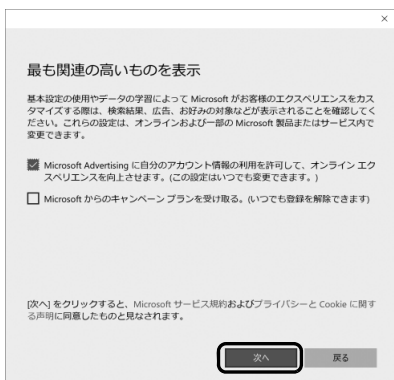 最も関連の高いものを表示
基本設定の使用やデータの学習によって Microsoft がお客様のエクスペリエンスをカス
タマイズする際は、検索結果、広告、お好みの対象などが表示されることを確認してく
ださい。これらの設定は、オンラインおよび一部の Microsoft 製品またはサービス内で
変更できます。
Microsoft Advertising に自分のアカウント情報の利用を許可して、オンライン エク
スペリエンスを向上させます。(この設定はいつでも変更できます。)
Microsoft からのキャンペーン プランを受け取る。(いつでも登録を解除できます)
[次へ] をクリックすると、Microsoft サービス規約およびプライバシーと Cookie に関す
る声明に同意したものと見なされます。
次へ
戻る